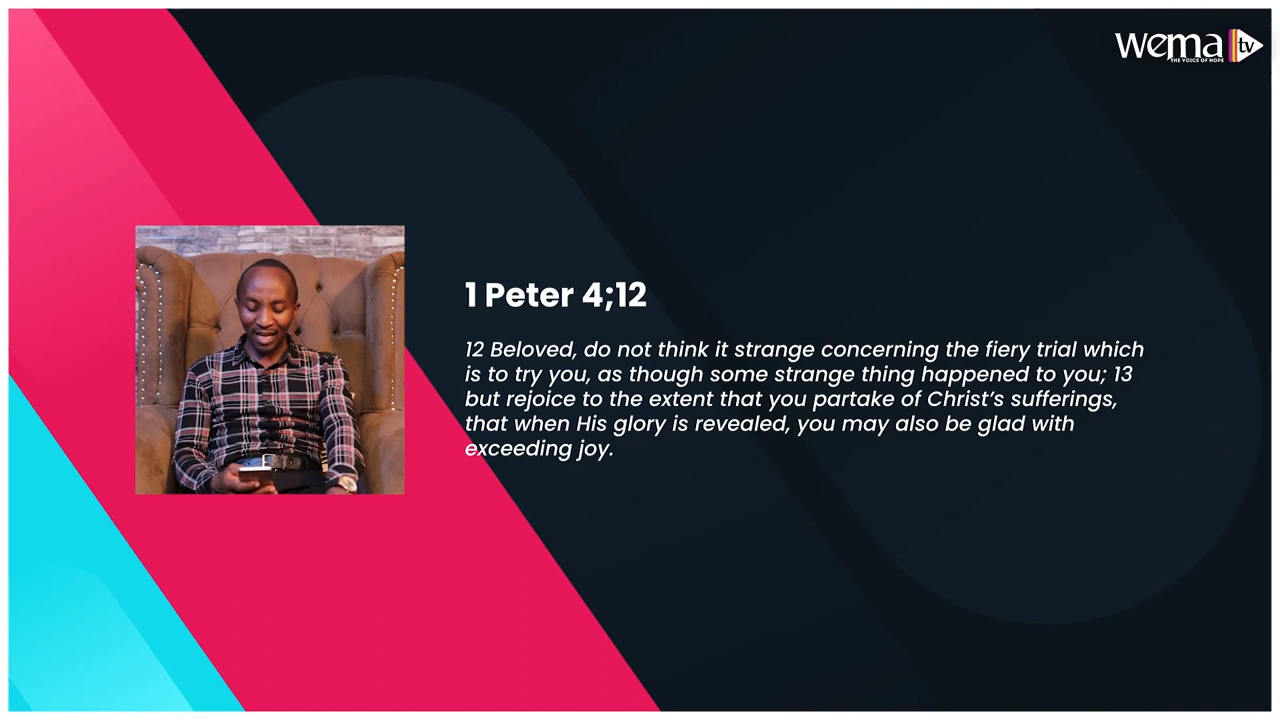 wema tv
THE VOICE OF HOPE
1 Peter 4;12
12 Beloved, do not think it strange concerning the fiery trial which
is to try you, as though some strange thing happened to you; 13
but rejoice to the extent that you partake of Christ’s sufferings,
that when His glory is revealed, you may also be glad with
exceeding joy.